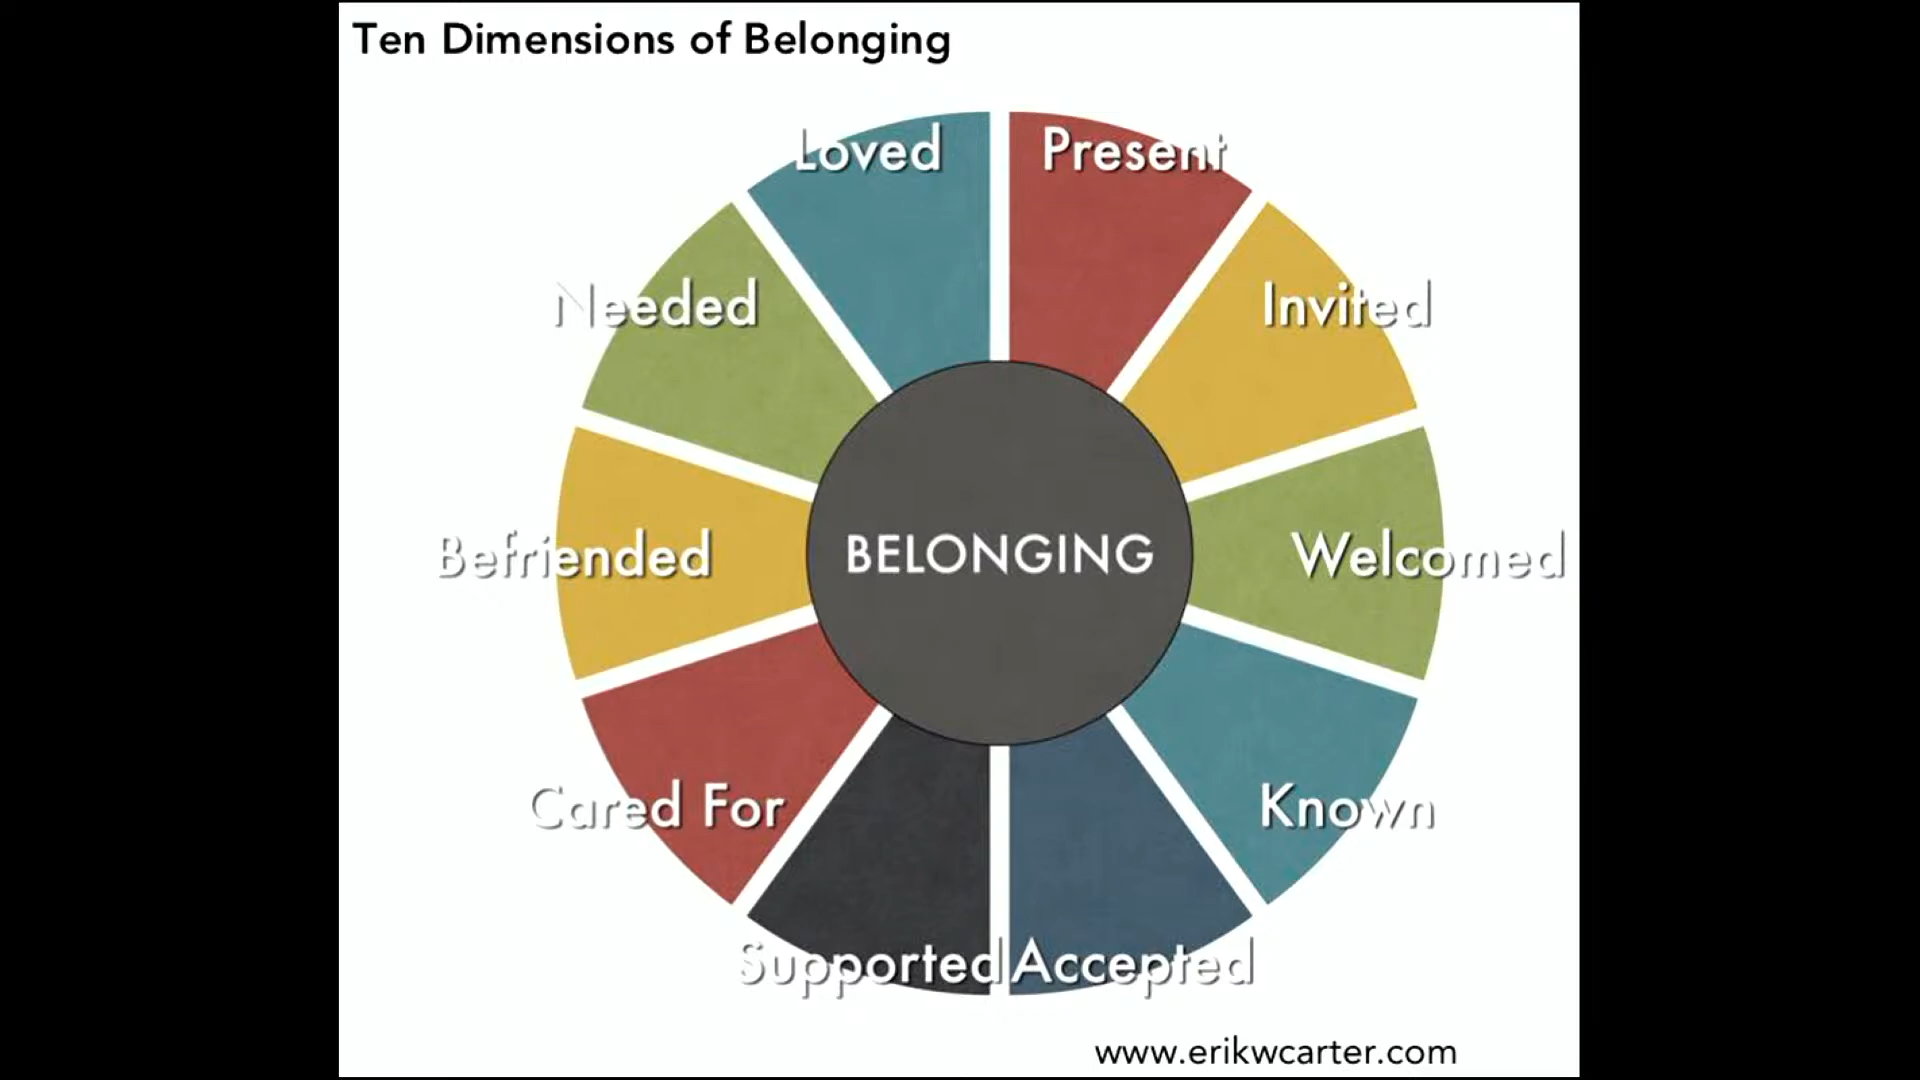 Ten Dimensions of Belonging
Loved
Present
Needed
Invited
Befriended
BELONGING
Welcomed
Cared For
Known
Supported
Accepted
www.erikwcarter.com